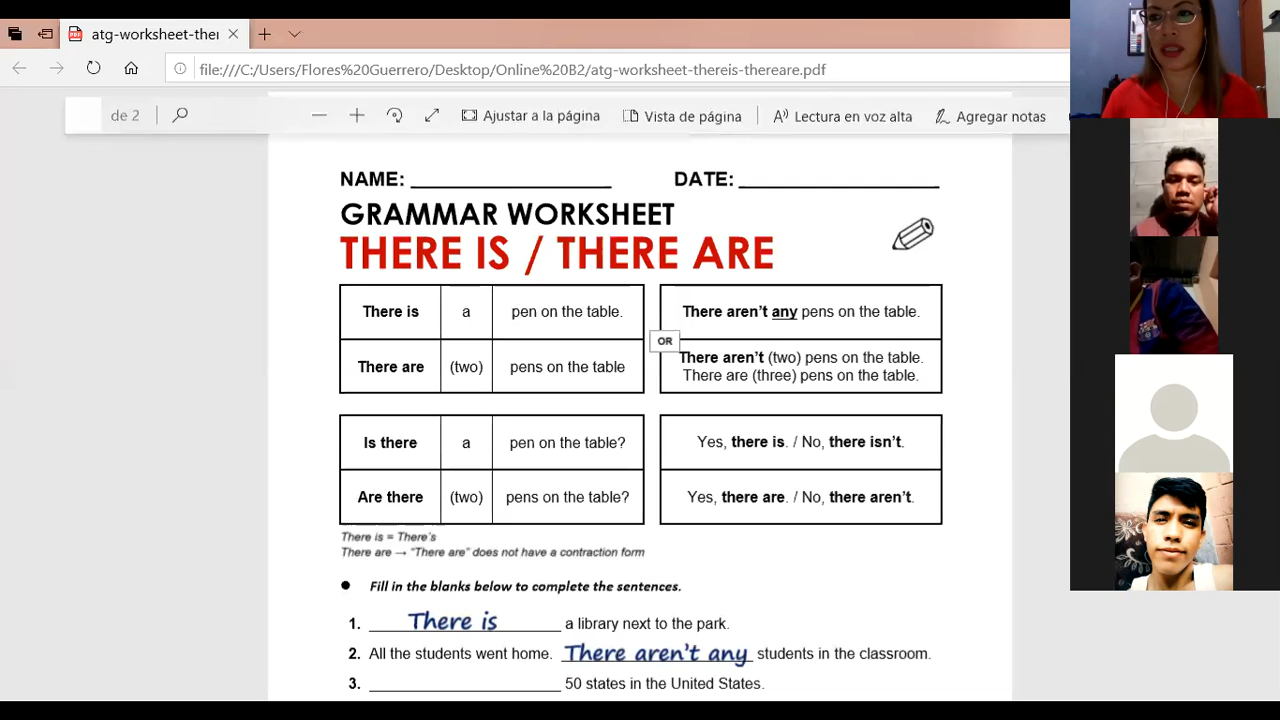 atg-worksheet-ther
file:///C:/Users/Flores%20Guerrero/Desktop/Online%20B2/atg-worksheet-thereis-thereare.pdf
de 2 Ajustar a la página Vista de página Lectura en voz alta Agregar notas
NAME: DATE:
GRAMMAR WORKSHEET
THERE IS / THERE ARE
There is a pen on the table.
There are (two) pens on the table
There aren't any pens on the table.
OR
There aren't (two) pens on the table.
There are (three) pens on the table.
Is there a pen on the table?
Are there (two) pens on the table?
Yes, there is. / No, there isn't.
Yes, there are. / No, there aren't.
There is = There's
There are → "There are" does not have a contraction form
● Fill in the blanks below to complete the sentences.
1. There is a library next to the park.
2. All the students went home. There aren't any students in the classroom.
3. 50 states in the United States.